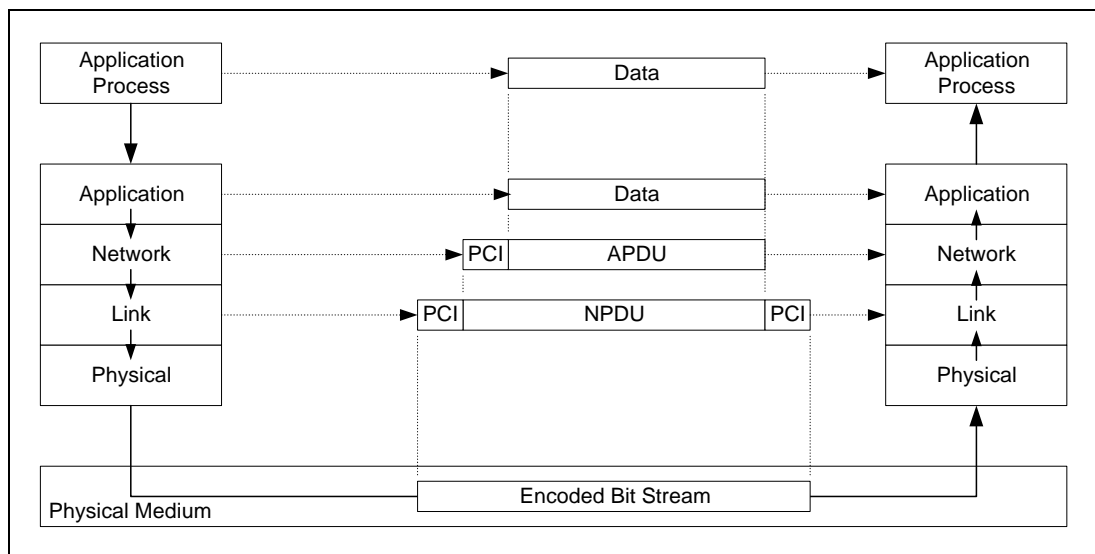 Application
Process
Data
Application
Process
Application
Data
Application
Network
PCI
APDU
Network
Link
PCI
NPDU
PCI
Link
Physical
Physical
Encoded Bit Stream
Physical Medium